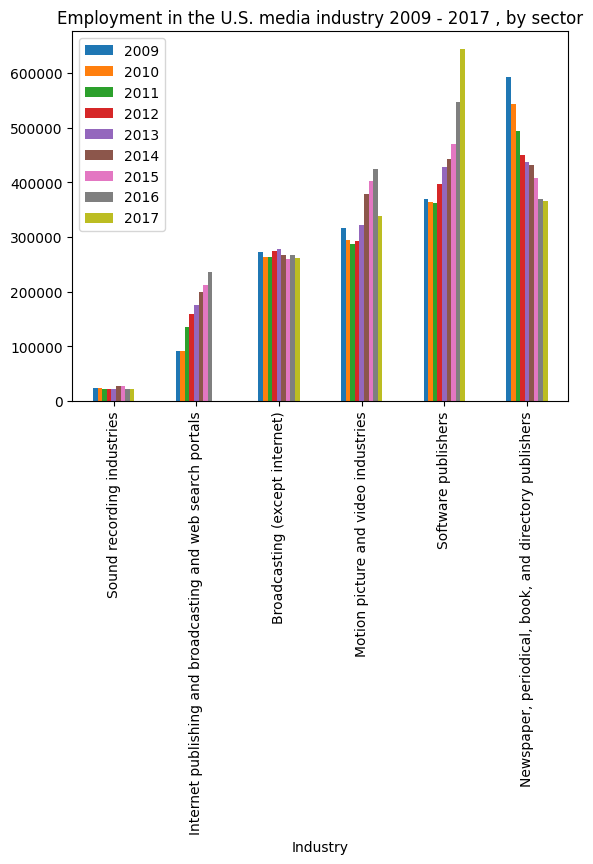 Employment in the U.S. media industry 2009 - 2017 , by sector
2009
2010
2011
2012
2013
2014
2015
2016
2017
600000
500000
400000
300000
200000
100000
0
Sound recording industries
Internet publishing and broadcasting and web search portals
Broadcasting (except internet)
Motion picture and video industries
Software publishers
Newspaper, periodical, book, and directory publishers
Industry